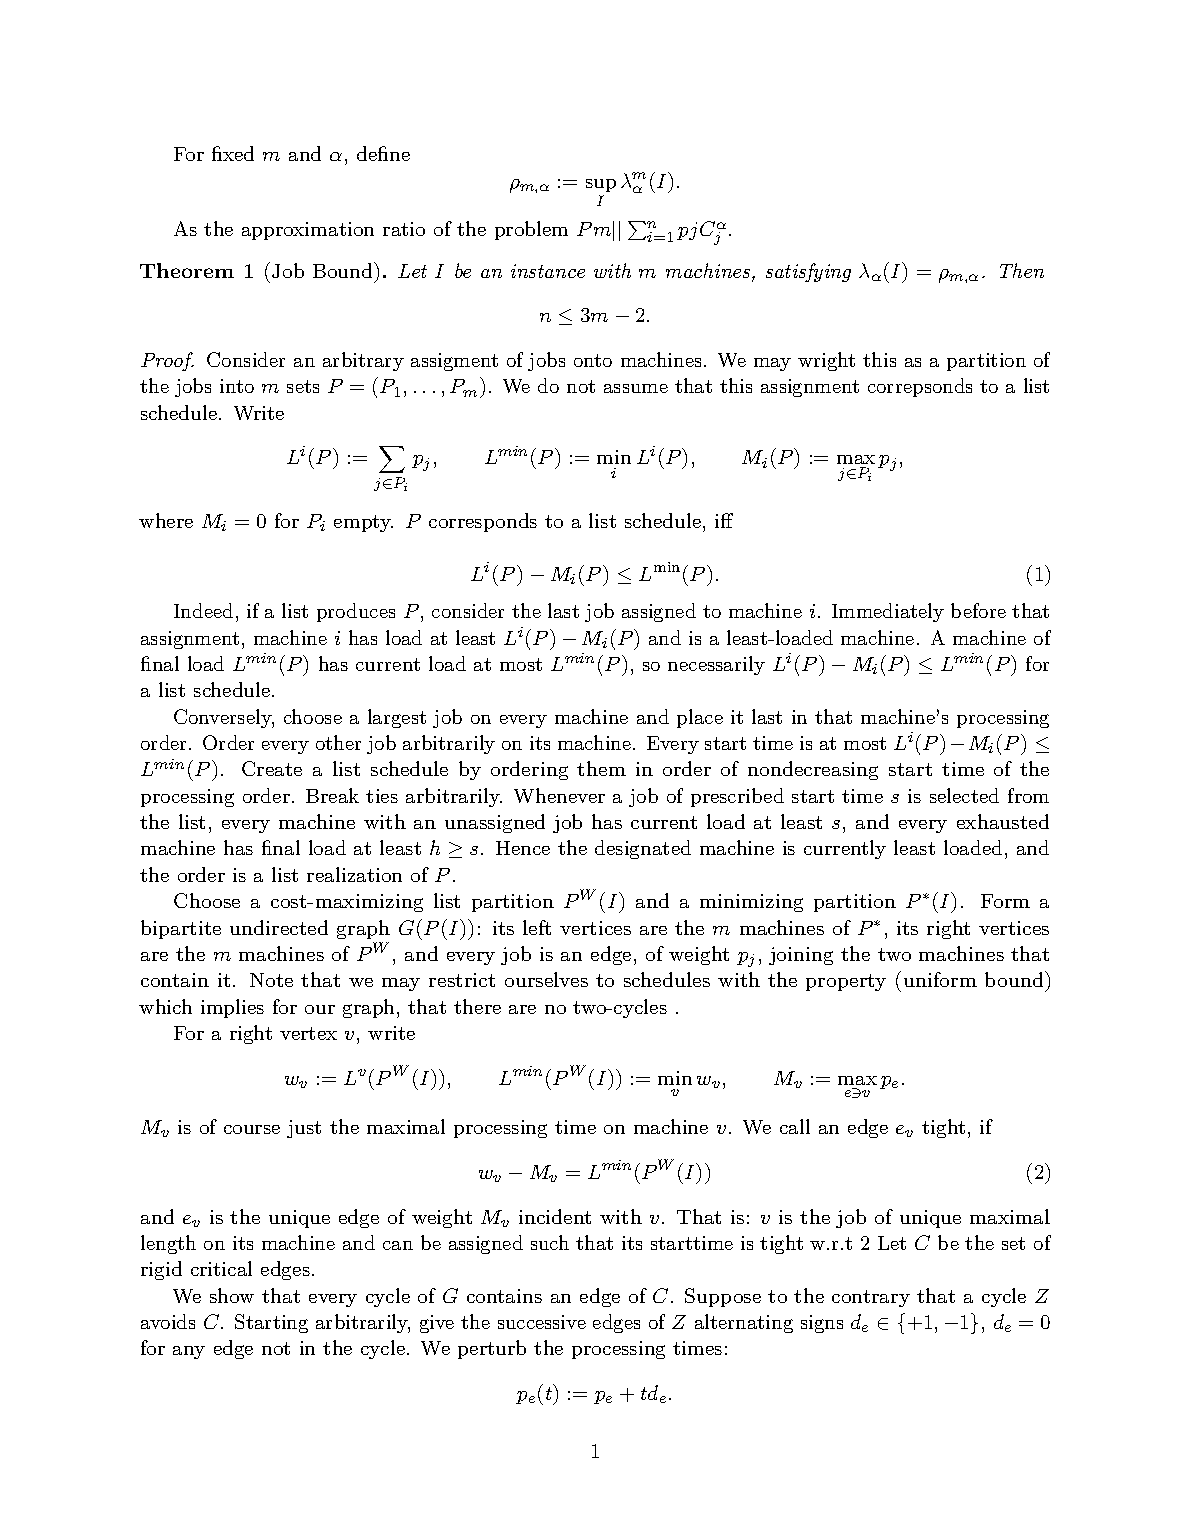 For fixed m and α, define
ρ_{m,α} := sup_I λ^m_α(I).
As the approximation ratio of the problem Pm|| ∑^n_{i=1} pjC^α_j.
Theorem 1 (Job Bound). Let I be an instance with m machines, satisfying λ_α(I) = ρ_{m,α}. Then
n ≤ 3m − 2.
Proof. Consider an arbitrary assigment of jobs onto machines. We may wright this as a partition of
the jobs into m sets P = (P_1, . . . , P_m). We do not assume that this assignment correpsonds to a list
schedule. Write
L^i(P) := ∑_{j∈P_i} p_j, L^{min}(P) := min_i L^i(P), M_i(P) := max_{j∈P_i} p_j,
where M_i = 0 for P_i empty. P corresponds to a list schedule, iff
L^i(P) − M_i(P) ≤ L^{min}(P). (1)
Indeed, if a list produces P, consider the last job assigned to machine i. Immediately before that
assignment, machine i has load at least L^i(P) − M_i(P) and is a least-loaded machine. A machine of
final load L^{min}(P) has current load at most L^{min}(P), so necessarily L^i(P) − M_i(P) ≤ L^{min}(P) for
a list schedule.
Conversely, choose a largest job on every machine and place it last in that machine's processing
order. Order every other job arbitrarily on its machine. Every start time is at most L^i(P) − M_i(P) ≤
L^{min}(P). Create a list schedule by ordering them in order of nondecreasing start time of the
processing order. Break ties arbitrarily. Whenever a job of prescribed start time s is selected from
the list, every machine with an unassigned job has current load at least s, and every exhausted
machine has final load at least h ≥ s. Hence the designated machine is currently least loaded, and
the order is a list realization of P.
Choose a cost-maximizing list partition P^W(I) and a minimizing partition P^*(I). Form a
bipartite undirected graph G(P(I)): its left vertices are the m machines of P^*, its right vertices
are the m machines of P^W, and every job is an edge, of weight p_j, joining the two machines that
contain it. Note that we may restrict ourselves to schedules with the property (uniform bound)
which implies for our graph, that there are no two-cycles .
For a right vertex v, write
w_v := L^v(P^W(I)), L^{min}(P^W(I)) := min_v w_v, M_v := max_{e∋v} p_e.
M_v is of course just the maximal processing time on machine v. We call an edge e_v tight, if
w_v − M_v = L^{min}(P^W(I)) (2)
and e_v is the unique edge of weight M_v incident with v. That is: v is the job of unique maximal
length on its machine and can be assigned such that its starttime is tight w.r.t 2 Let C be the set of
rigid critical edges.
We show that every cycle of G contains an edge of C. Suppose to the contrary that a cycle Z
avoids C. Starting arbitrarily, give the successive edges of Z alternating signs d_e ∈ {+1, −1}, d_e = 0
for any edge not in the cycle. We perturb the processing times:
p_e(t) := p_e + td_e.
1